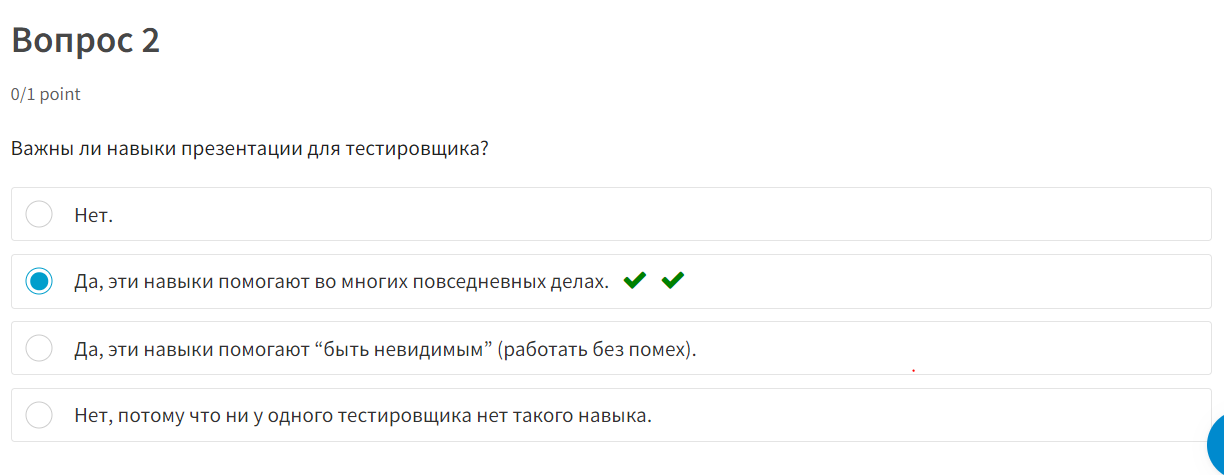 Вопрос 2
0/1 point
Важны ли навыки презентации для тестировщика?
Нет.
Да, эти навыки помогают во многих повседневных делах.
Да, эти навыки помогают “быть невидимым” (работать без помех).
Нет, потому что ни у одного тестировщика нет такого навыка.